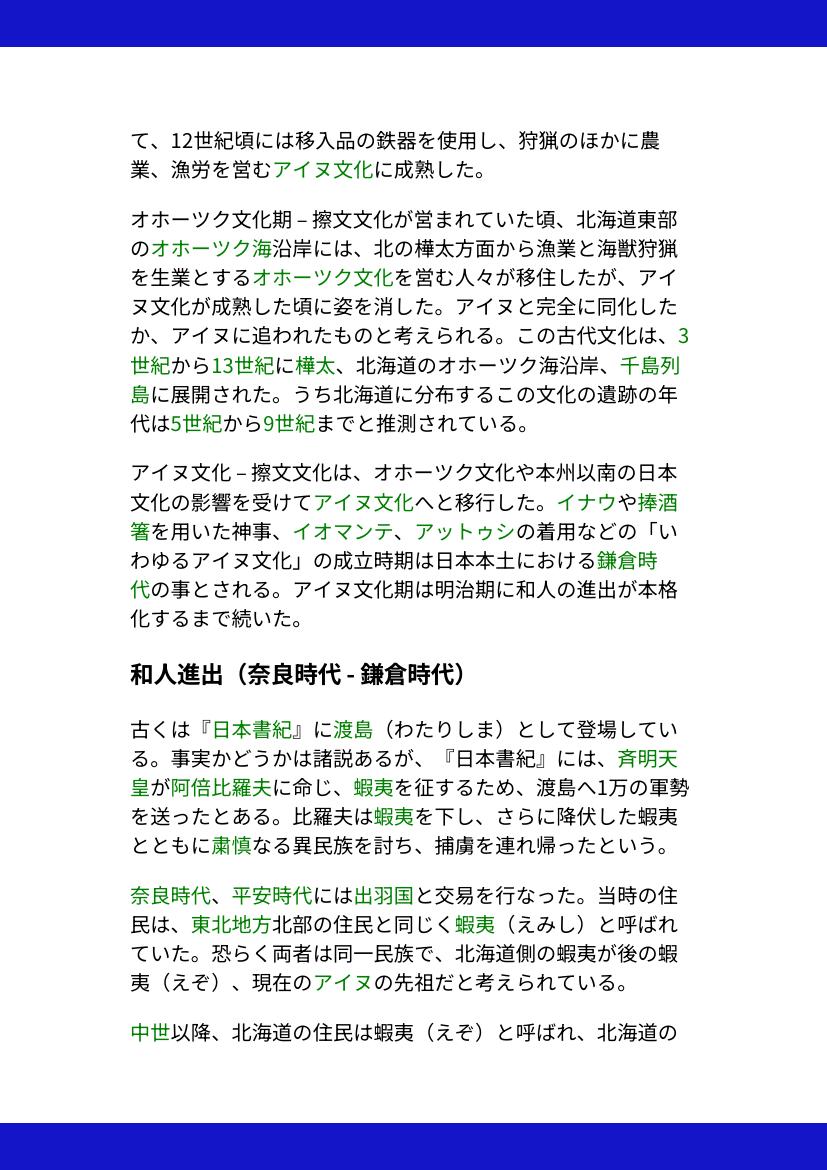 て、12世紀頃には移入品の鉄器を使用し、狩猟のほかに農
業、漁労を営むアイヌ文化に成熟した。
オホーツク文化期 – 擦文文化が営まれていた頃、北海道東部
のオホーツク海沿岸には、北の樺太方面から漁業と海獣狩猟
を生業とするオホーツク文化を営む人々が移住したが、アイ
ヌ文化が成熟した頃に姿を消した。アイヌと完全に同化した
か、アイヌに追われたものと考えられる。この古代文化は、3
世紀から13世紀に樺太、北海道のオホーツク海沿岸、千島列
島に展開された。うち北海道に分布するこの文化の遺跡の年
代は5世紀から9世紀までと推測されている。
アイヌ文化 – 擦文文化は、オホーツク文化や本州以南の日本
文化の影響を受けてアイヌ文化へと移行した。イナウや捧酒
箸を用いた神事、イオマンテ、アットゥシの着用などの「い
わゆるアイヌ文化」の成立時期は日本本土における鎌倉時
代の事とされる。アイヌ文化期は明治期に和人の進出が本格
化するまで続いた。
和人進出（奈良時代 - 鎌倉時代）
古くは『日本書紀』に渡島（わたりしま）として登場してい
る。事実かどうかは諸説あるが、『日本書紀』には、斉明天
皇が阿倍比羅夫に命じ、蝦夷を征するため、渡島へ1万の軍勢
を送ったとある。比羅夫は蝦夷を下し、さらに降伏した蝦夷
とともに粛慎なる異民族を討ち、捕虜を連れ帰ったという。
奈良時代、平安時代には出羽国と交易を行なった。当時の住
民は、東北地方北部の住民と同じく蝦夷（えみし）と呼ばれ
ていた。恐らく両者は同一民族で、北海道側の蝦夷が後の蝦
夷（えぞ）、現在のアイヌの先祖だと考えられている。
中世以降、北海道の住民は蝦夷（えぞ）と呼ばれ、北海道の